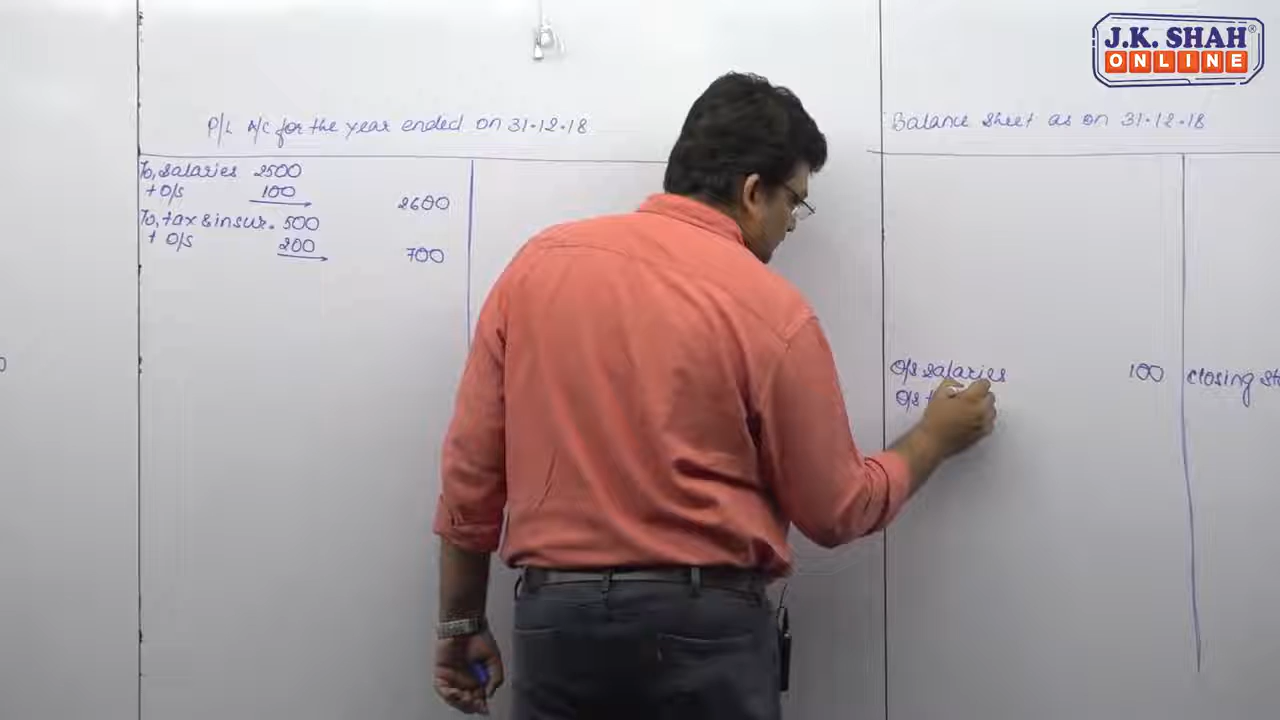 J.K. SHAH®
ONLINE
P/L A/C for the year ended on 31-12-18
To, salaries 2500
+ O/S 100 2600
To, tax & insur. 500
+ O/S 200 700
Balance sheet as on 31-12-18
O/S salaries 100 closing st
O/S t